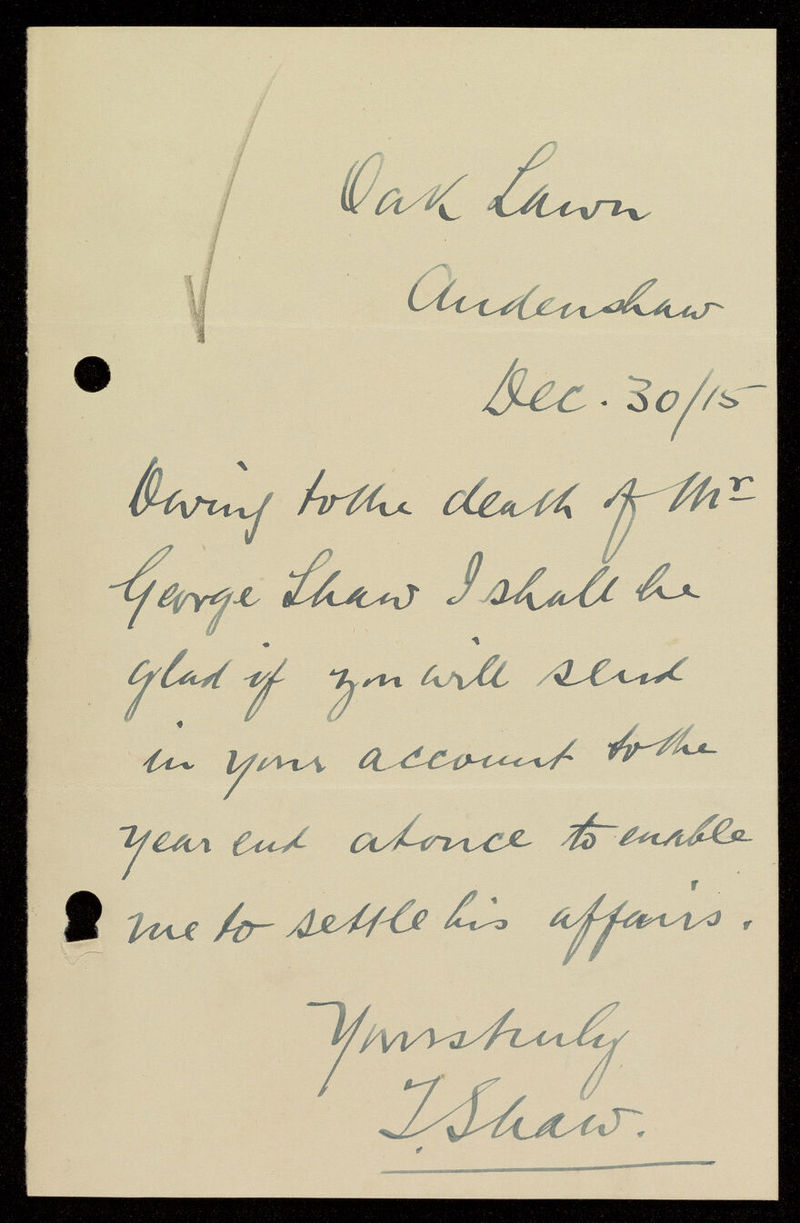 Oak Lawn
Audenshaw
Dec. 30/15
Owing to the death of Mr
George Shaw I shall be
glad if you will send
in your account to the
year end at once to enable
me to settle his affairs.
Yours truly
T. Shaw.